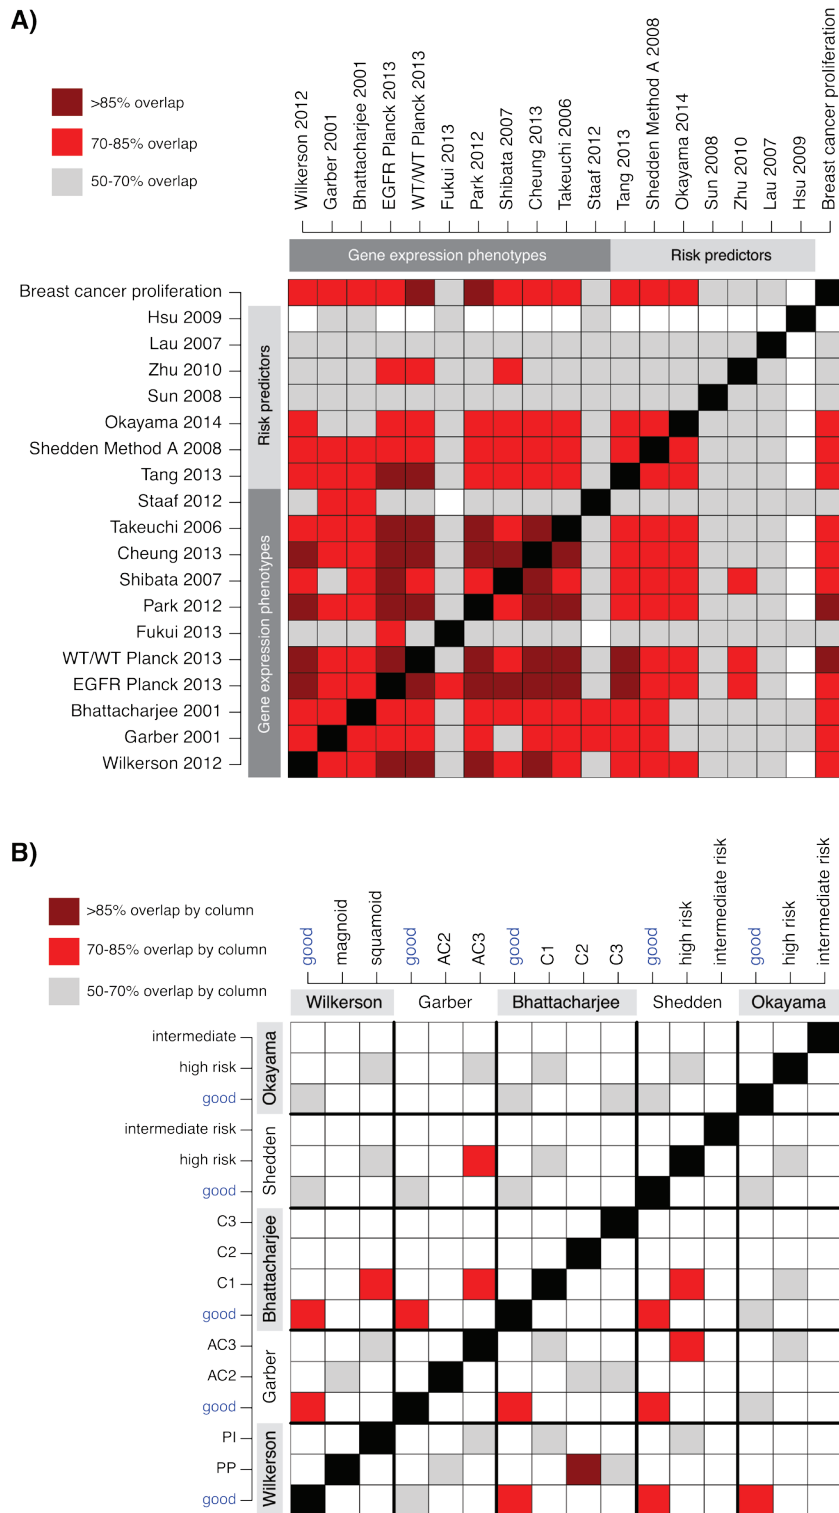 A)
>85% overlap
70-85% overlap
50-70% overlap
Wilkerson 2012
Garber 2001
Bhattacharjee 2001
EGFR Planck 2013
WT/WT Planck 2013
Fukui 2013
Park 2012
Shibata 2007
Cheung 2013
Takeuchi 2006
Staaf 2012
Tang 2013
Shedden Method A 2008
Okayama 2014
Sun 2008
Zhu 2010
Lau 2007
Hsu 2009
Breast cancer proliferation
Gene expression phenotypes
Risk predictors
Breast cancer proliferation
Hsu 2009
Lau 2007
Zhu 2010
Sun 2008
Okayama 2014
Shedden Method A 2008
Tang 2013
Staaf 2012
Takeuchi 2006
Cheung 2013
Shibata 2007
Park 2012
Fukui 2013
WT/WT Planck 2013
EGFR Planck 2013
Bhattacharjee 2001
Garber 2001
Wilkerson 2012
Risk predictors
Gene expression phenotypes
B)
>85% overlap by column
70-85% overlap by column
50-70% overlap by column
good
magnoid
squamoid
good
AC2
AC3
good
C1
C2
C3
good
high risk
intermediate risk
good
high risk
intermediate risk
Wilkerson
Garber
Bhattacharjee
Shedden
Okayama
intermediate
high risk
good
Okayama
intermediate risk
high risk
good
Shedden
C3
C2
C1
good
Bhattacharjee
AC3
AC2
good
Garber
PI
PP
good
Wilkerson